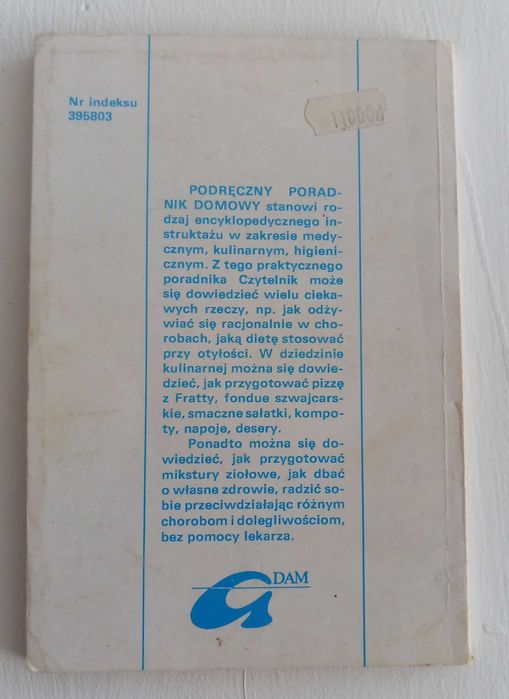 Nr indeksu
395803
PODRĘCZNY PORAD-
NIK DOMOWY stanowi ro-
dzaj encyklopedycznego in-
struktażu w zakresie medy-
cznym, kulinarnym, higieni-
cznym. Z tego praktycznego
poradnika Czytelnik może
się dowiedzieć wielu cieka-
wych rzeczy, np. jak odży-
wiać się racjonalnie w cho-
robach, jaką dietę stosować
przy otyłości. W dziedzinie
kulinarnej można się dowie-
dzieć, jak przygotować pizzę
z Fratty, fondue szwajcars-
kie, smaczne sałatki, kompo-
ty, napoje, desery.
Ponadto można się do-
wiedzieć, jak przygotować
mikstury ziołowe, jak dbać
o własne zdrowie, radzić so-
bie przeciwdziałając różnym
chorobom i dolegliwościom,
bez pomocy lekarza.
DAM